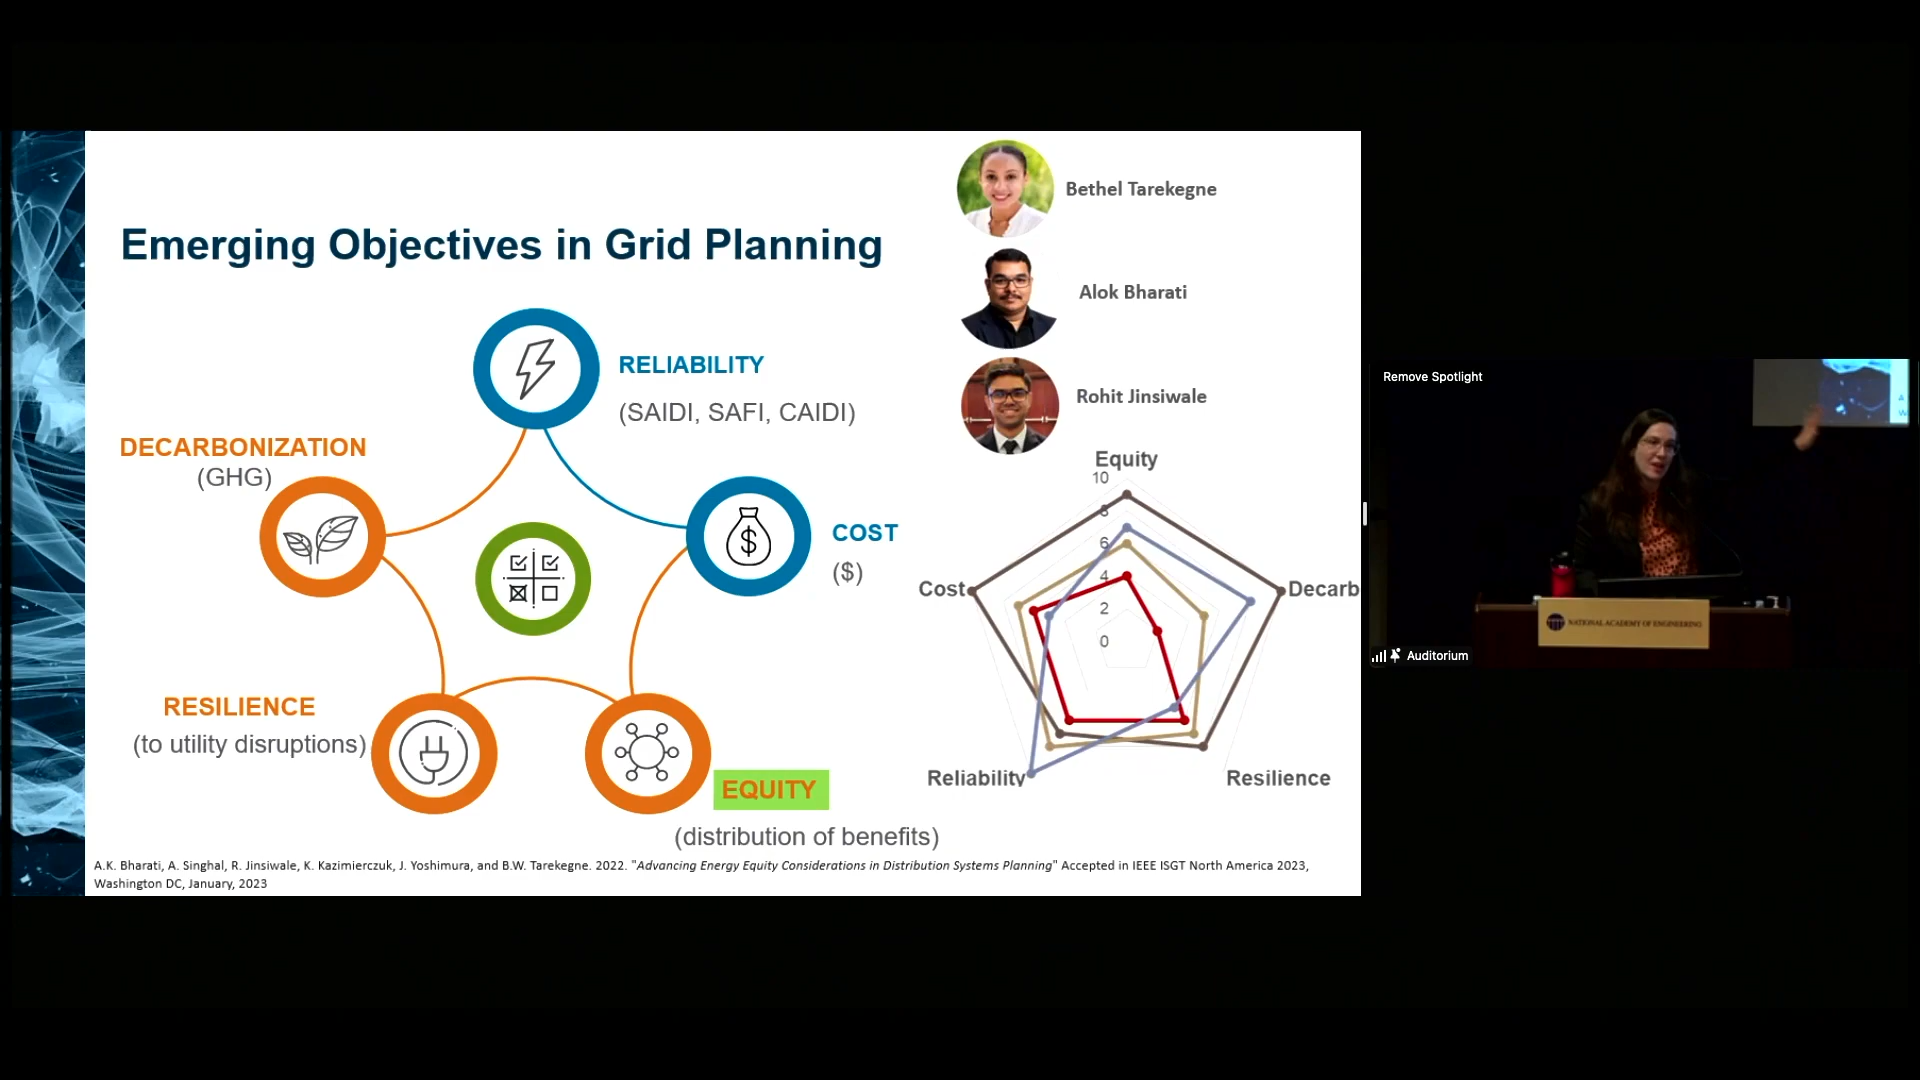 Emerging Objectives in Grid Planning
Bethel Tarekegne
Alok Bharati
Rohit Jinsiwale
RELIABILITY
(SAIDI, SAFI, CAIDI)
DECARBONIZATION
(GHG)
COST
($)
RESILIENCE
(to utility disruptions)
EQUITY
(distribution of benefits)
Equity
10
8
6
4
2
0
Cost
Decarb
Reliability
Resilience
A.K. Bharati, A. Singhal, R. Jinsiwale, K. Kazimierczuk, J. Yoshimura, and B.W. Tarekegne. 2022. "Advancing Energy Equity Considerations in Distribution Systems Planning" Accepted in IEEE ISGT North America 2023,
Washington DC, January, 2023
Remove Spotlight
NATIONAL ACADEMY OF ENGINEERING
Auditorium